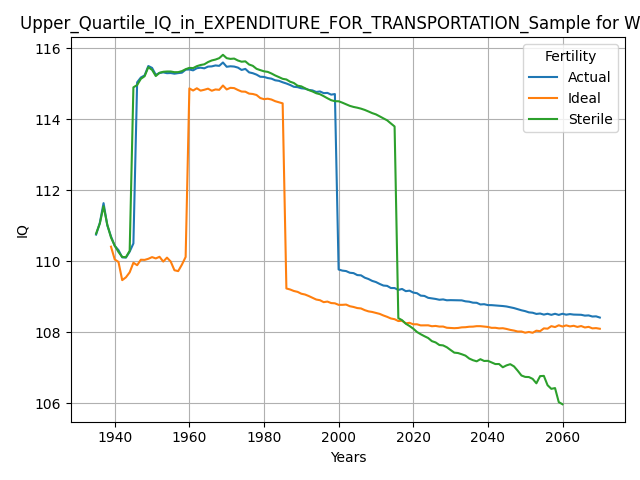 Upper_Quartile_IQ_in_EXPENDITURE_FOR_TRANSPORTATION_Sample for W
116
114
112
110
108
106
IQ
Fertility
Actual
Ideal
Sterile
1940
1960
1980
2000
2020
2040
2060
Years